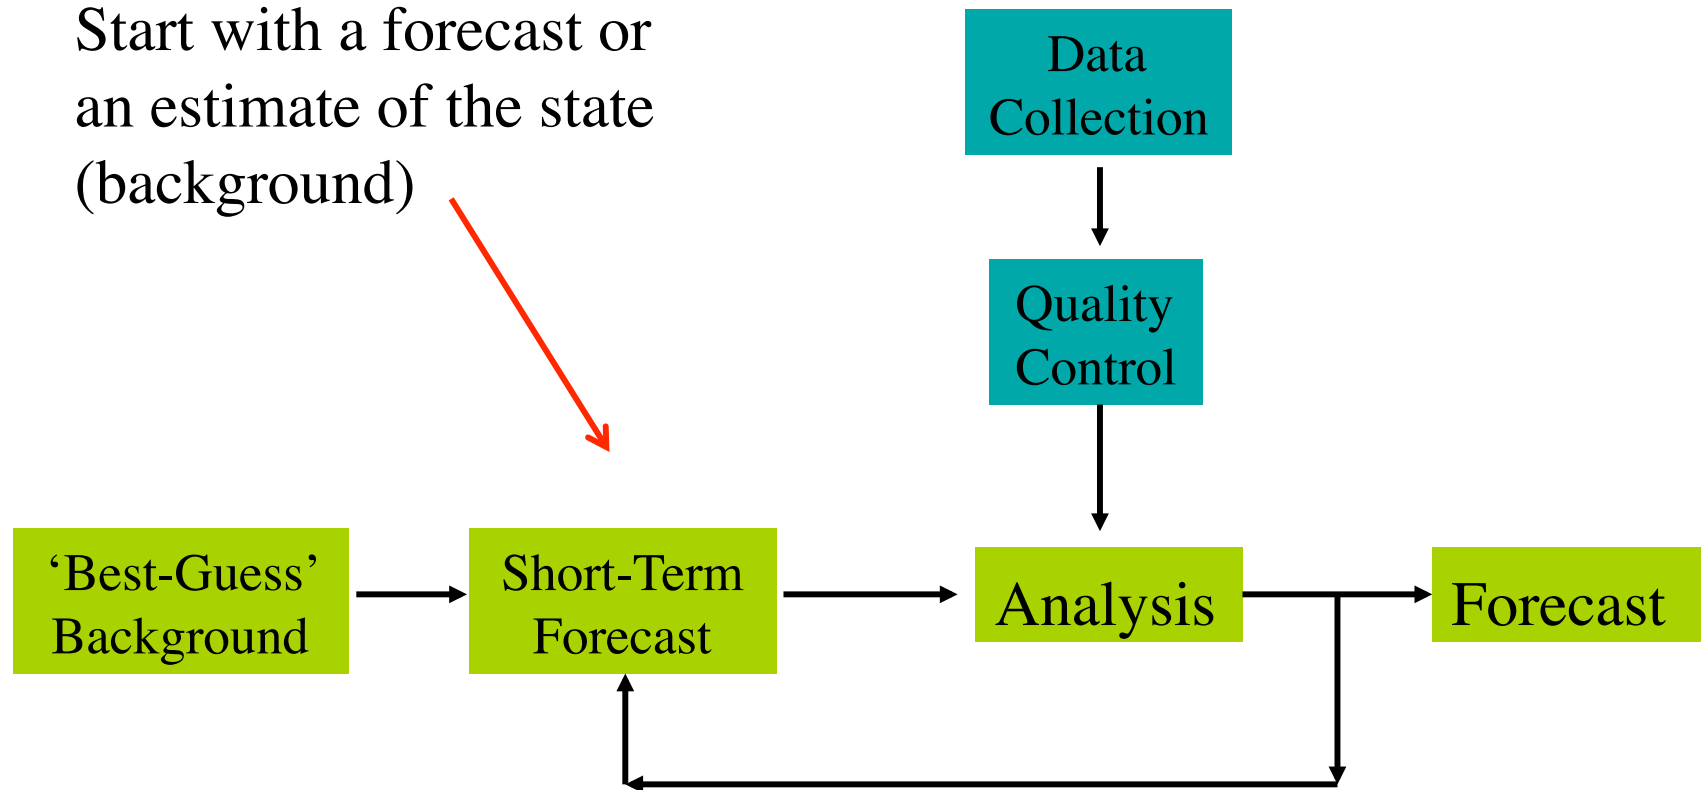 Start with a forecast or
an estimate of the state
(background)
Data
Collection
Quality
Control
‘Best-Guess’
Background
Short-Term
Forecast
Analysis
Forecast